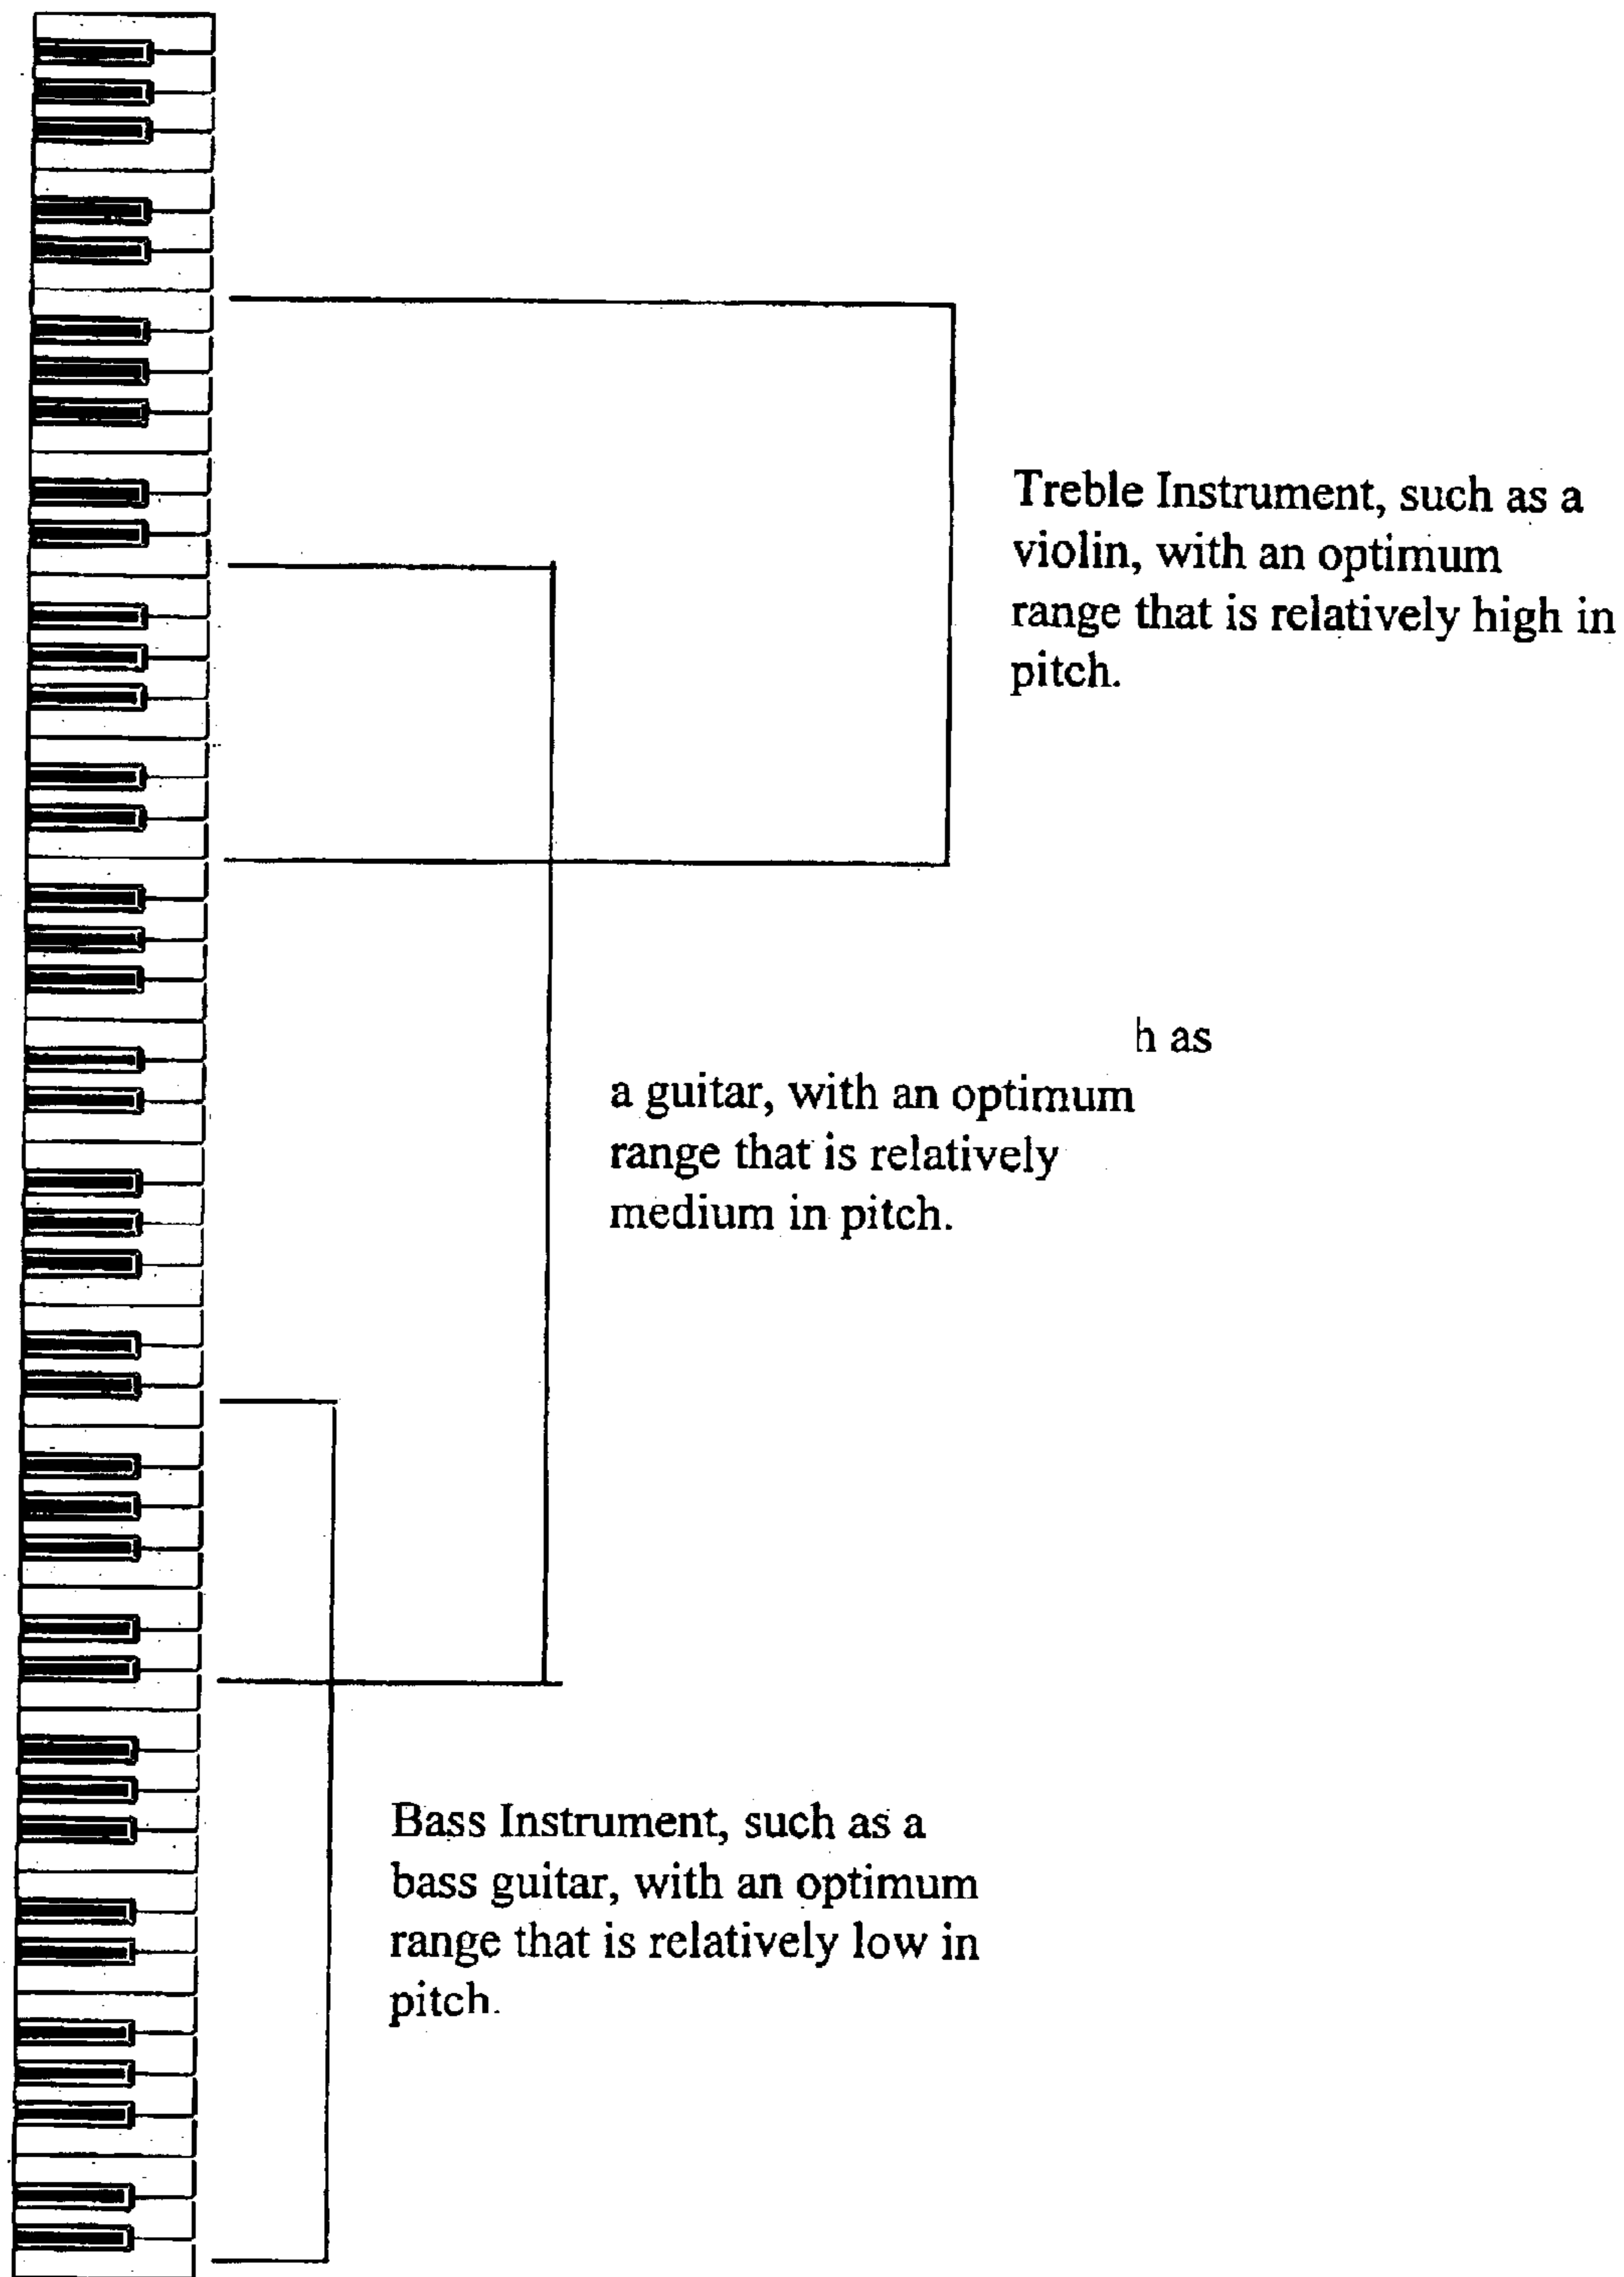 Treble Instrument, such as a
violin, with an optimum
range that is relatively high in
pitch.
h as
a guitar, with an optimum
range that is relatively
medium in pitch.
Bass Instrument, such as a
bass guitar, with an optimum
range that is relatively low in
pitch.